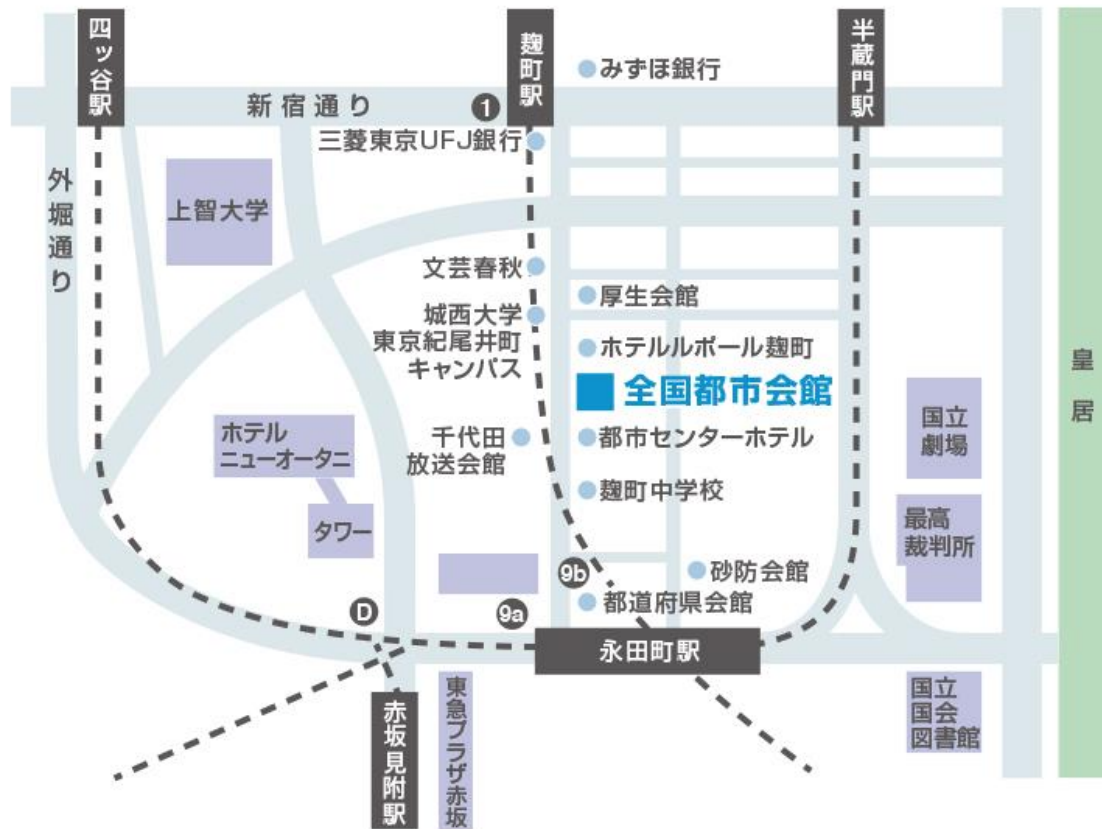 四ッ谷駅
麹町駅
半蔵門駅
みずほ銀行
新宿通り
1
三菱東京UFJ銀行
外堀通り
上智大学
文芸春秋
厚生会館
城西大学
東京紀尾井町
キャンパス
ホテルルポール麹町
皇居
全国都市会館
国立
劇場
ホテル
ニューオータニ
千代田
放送会館
都市センターホテル
麹町中学校
タワー
最高
裁判所
9b
砂防会館
D
9a
都道府県会館
永田町駅
赤坂見附駅
東急プラザ赤坂
国立
国会
図書館